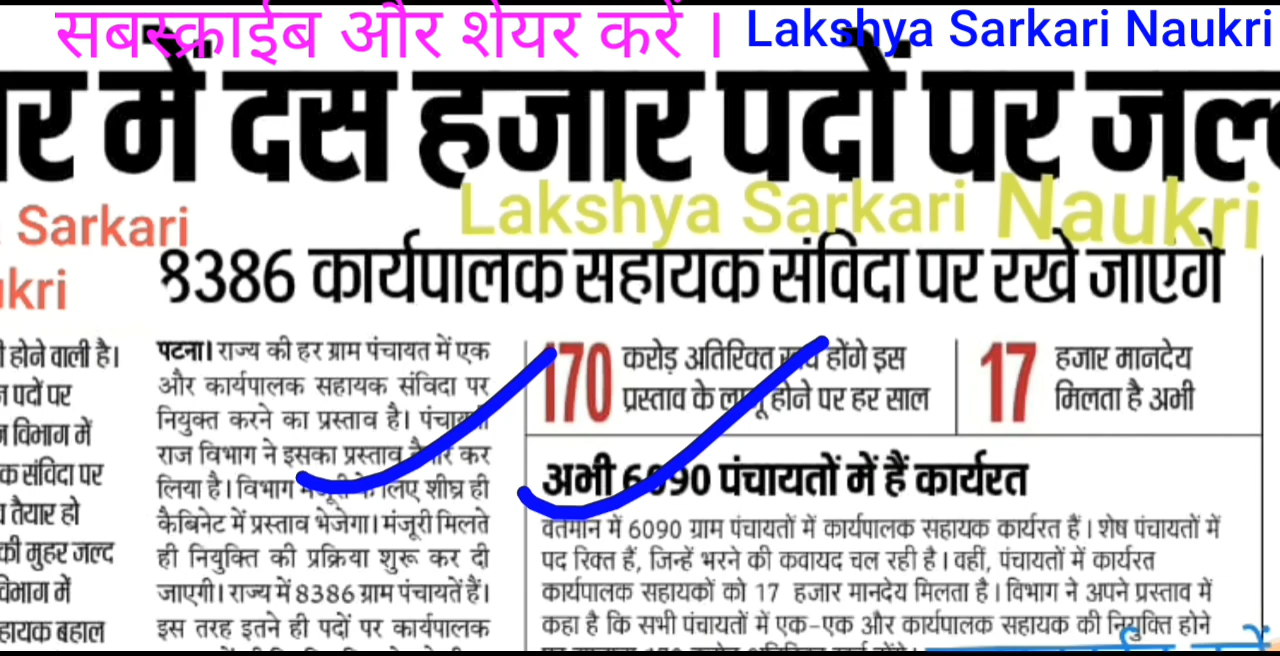 सबस्क्राईब और शेयर करें । Lakshya Sarkari Naukri
र में दस हजार पदों पर जल्
Lakshya Sarkari Naukri
Sarkari
kri
8386 कार्यपालक सहायक संविदा पर रखे जाएंगे
ो होने वाली है।
पदों पर
विभाग में
क संविदा पर
तैयार हो
की मुहर जल्द
विभाग में
हायक बहाल
पटना। राज्य की हर ग्राम पंचायत में एक
और कार्यपालक सहायक संविदा पर
नियुक्त करने का प्रस्ताव है। पंचायती
राज विभाग ने इसका प्रस्ताव तैयार कर
लिया है। विभाग मंजूरी के लिए शीघ्र ही
कैबिनेट में प्रस्ताव भेजेगा। मंजूरी मिलते
ही नियुक्ति की प्रक्रिया शुरू कर दी
जाएगी। राज्य में 8386 ग्राम पंचायतें हैं।
इस तरह इतने ही पदों पर कार्यपालक
170 करोड़ अतिरिक्त खर्च होंगे इस
प्रस्ताव के लागू होने पर हर साल
17 हजार मानदेय
मिलता है अभी
अभी 6090 पंचायतों में हैं कार्यरत
वर्तमान में 6090 ग्राम पंचायतों में कार्यपालक सहायक कार्यरत हैं। शेष पंचायतों में
पद रिक्त हैं, जिन्हें भरने की कवायद चल रही है। वहीं, पंचायतों में कार्यरत
कार्यपालक सहायकों को 17 हजार मानदेय मिलता है। विभाग ने अपने प्रस्ताव में
कहा है कि सभी पंचायतों में एक-एक और कार्यपालक सहायक की नियुक्ति होने